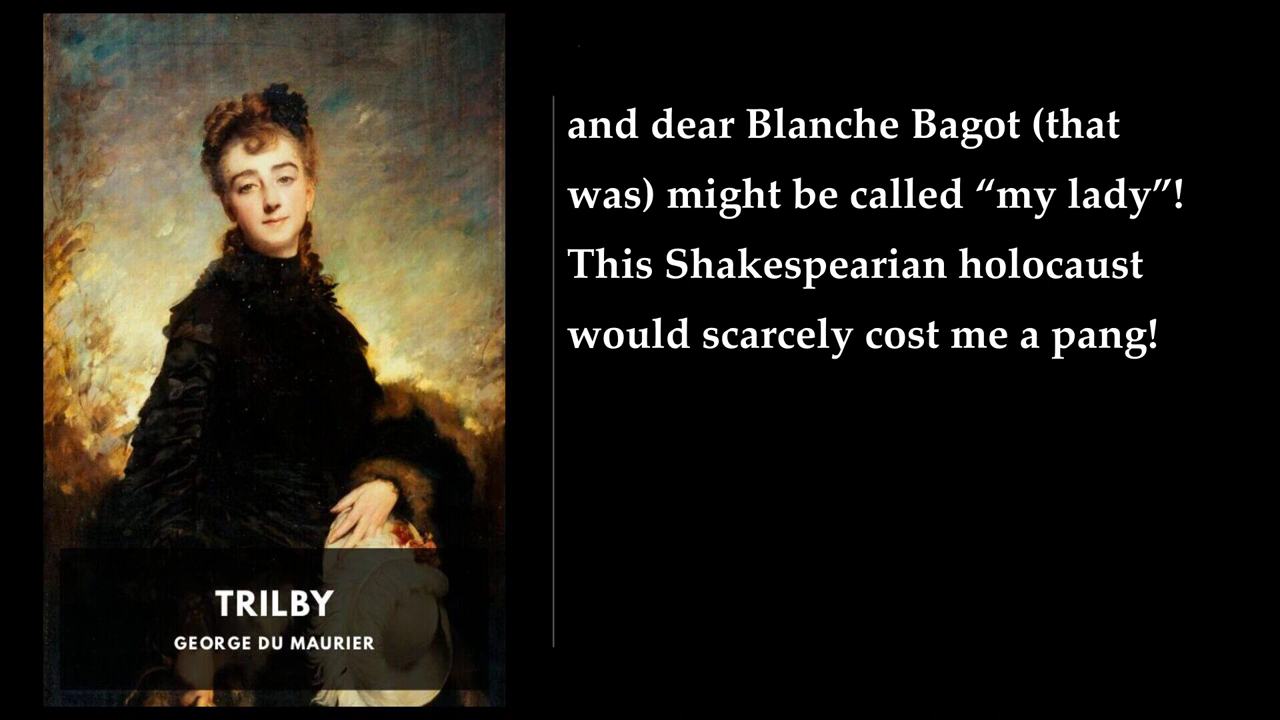 TRILBY
GEORGE DU MAURIER
and dear Blanche Bagot (that
was) might be called “my lady”!
This Shakespearian holocaust
would scarcely cost me a pang!